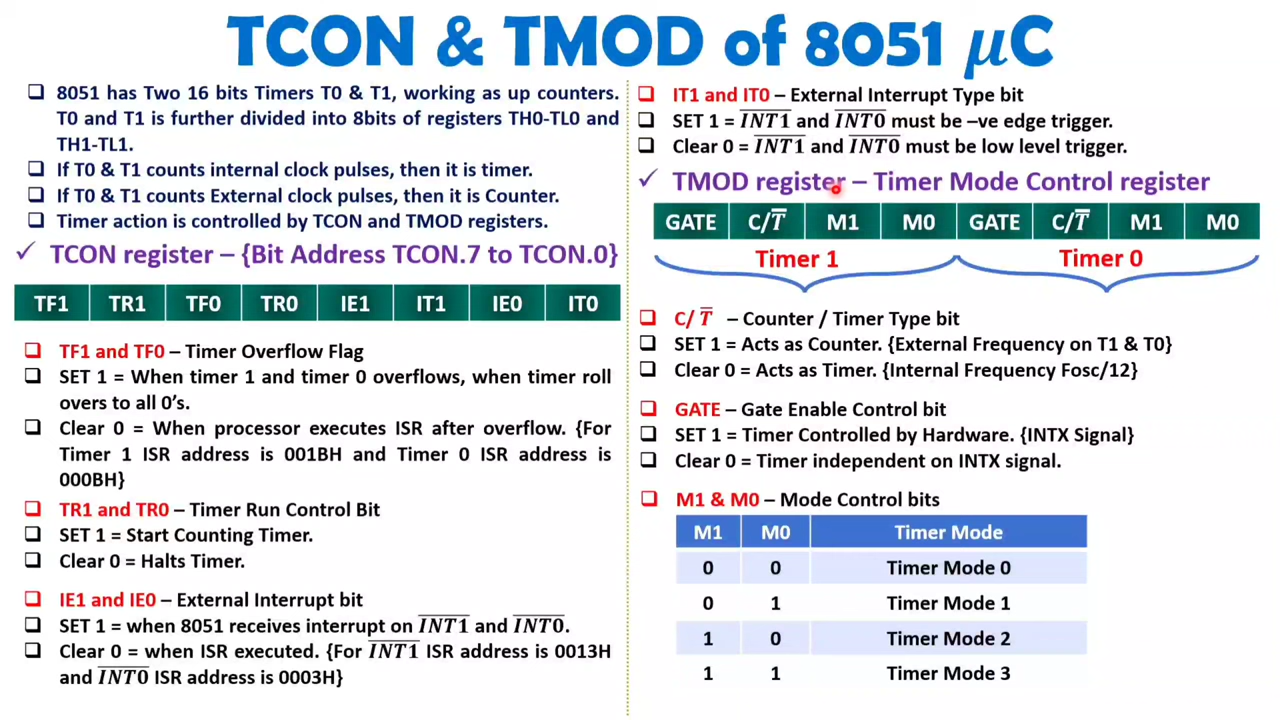 TCON & TMOD of 8051 μC
❑ 8051 has Two 16 bits Timers T0 & T1, working as up counters.
T0 and T1 is further divided into 8bits of registers TH0-TL0 and
TH1-TL1.
❑ If T0 & T1 counts internal clock pulses, then it is timer.
❑ If T0 & T1 counts External clock pulses, then it is Counter.
❑ Timer action is controlled by TCON and TMOD registers.
✓ TCON register – {Bit Address TCON.7 to TCON.0}
TF1 TR1 TF0 TR0 IE1 IT1 IE0 IT0
❑ TF1 and TF0 – Timer Overflow Flag
❑ SET 1 = When timer 1 and timer 0 overflows, when timer roll
overs to all 0’s.
❑ Clear 0 = When processor executes ISR after overflow. {For
Timer 1 ISR address is 001BH and Timer 0 ISR address is
000BH}
❑ TR1 and TR0 – Timer Run Control Bit
❑ SET 1 = Start Counting Timer.
❑ Clear 0 = Halts Timer.
❑ IE1 and IE0 – External Interrupt bit
❑ SET 1 = when 8051 receives interrupt on I̅N̅T̅1̅ and I̅N̅T̅0̅.
❑ Clear 0 = when ISR executed. {For I̅N̅T̅1̅ ISR address is 0013H
and I̅N̅T̅0̅ ISR address is 0003H}
❑ IT1 and IT0 – External Interrupt Type bit
❑ SET 1 = I̅N̅T̅1̅ and I̅N̅T̅0̅ must be –ve edge trigger.
❑ Clear 0 = I̅N̅T̅1̅ and I̅N̅T̅0̅ must be low level trigger.
✓ TMOD register – Timer Mode Control register
GATE C/T̅ M1 M0 GATE C/T̅ M1 M0
Timer 1 Timer 0
❑ C/ T̅ – Counter / Timer Type bit
❑ SET 1 = Acts as Counter. {External Frequency on T1 & T0}
❑ Clear 0 = Acts as Timer. {Internal Frequency Fosc/12}
❑ GATE – Gate Enable Control bit
❑ SET 1 = Timer Controlled by Hardware. {INTX Signal}
❑ Clear 0 = Timer independent on INTX signal.
❑ M1 & M0 – Mode Control bits
M1 M0 Timer Mode
0 0 Timer Mode 0
0 1 Timer Mode 1
1 0 Timer Mode 2
1 1 Timer Mode 3